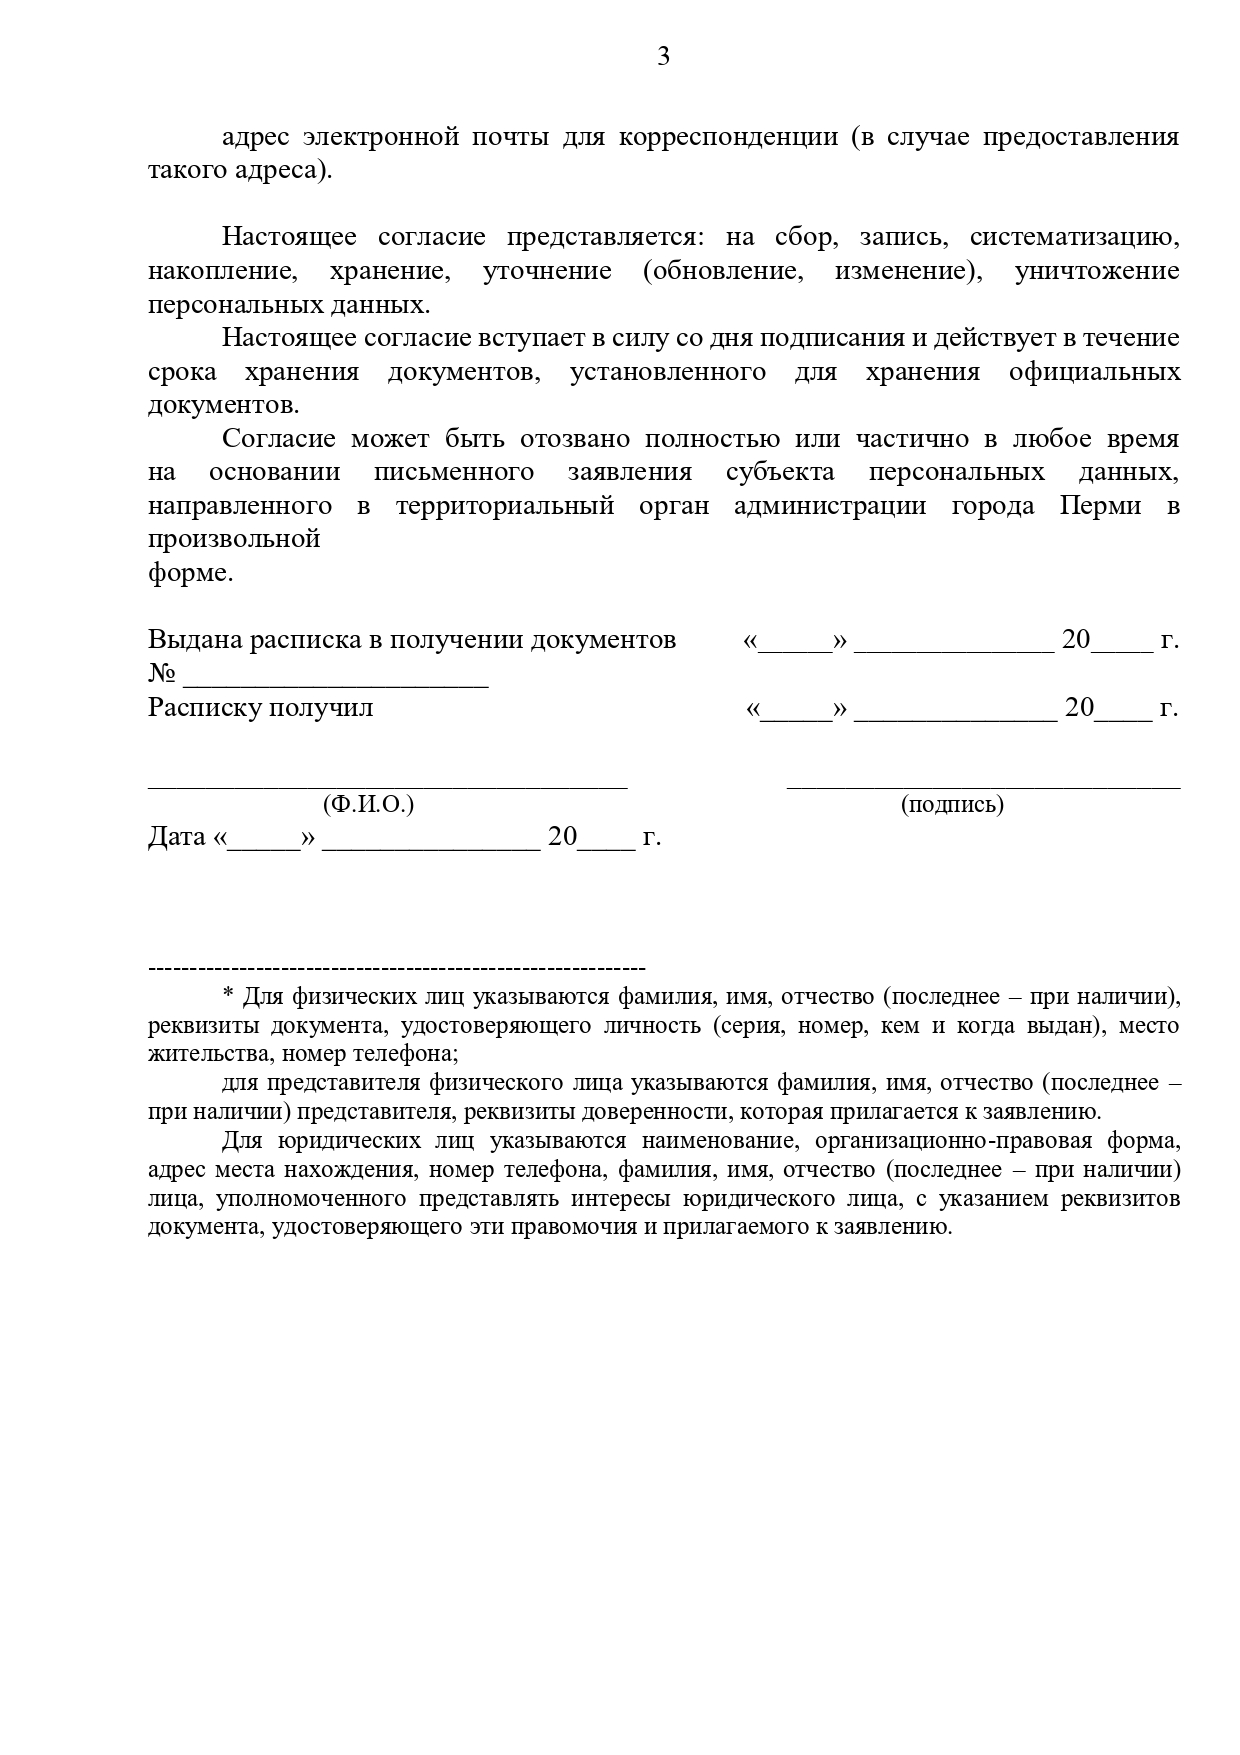 3
адрес электронной почты для корреспонденции (в случае предоставления
такого адреса).
Настоящее согласие представляется: на сбор, запись, систематизацию,
накопление, хранение, уточнение (обновление, изменение), уничтожение
персональных данных.
Настоящее согласие вступает в силу со дня подписания и действует в течение
срока хранения документов, установленного для хранения официальных
документов.
Согласие может быть отозвано полностью или частично в любое время
на основании письменного заявления субъекта персональных данных,
направленного в территориальный орган администрации города Перми в
произвольной
форме.
Выдана расписка в получении документов «_____» ______________ 20____ г.
№ _____________________
Расписку получил «_____» ______________ 20____ г.
_________________________________ ___________________________
(Ф.И.О.) (подпись)
Дата «_____» _______________ 20____ г.
------------------------------------------------------------
* Для физических лиц указываются фамилия, имя, отчество (последнее – при наличии),
реквизиты документа, удостоверяющего личность (серия, номер, кем и когда выдан), место
жительства, номер телефона;
для представителя физического лица указываются фамилия, имя, отчество (последнее –
при наличии) представителя, реквизиты доверенности, которая прилагается к заявлению.
Для юридических лиц указываются наименование, организационно-правовая форма,
адрес места нахождения, номер телефона, фамилия, имя, отчество (последнее – при наличии)
лица, уполномоченного представлять интересы юридического лица, с указанием реквизитов
документа, удостоверяющего эти правомочия и прилагаемого к заявлению.